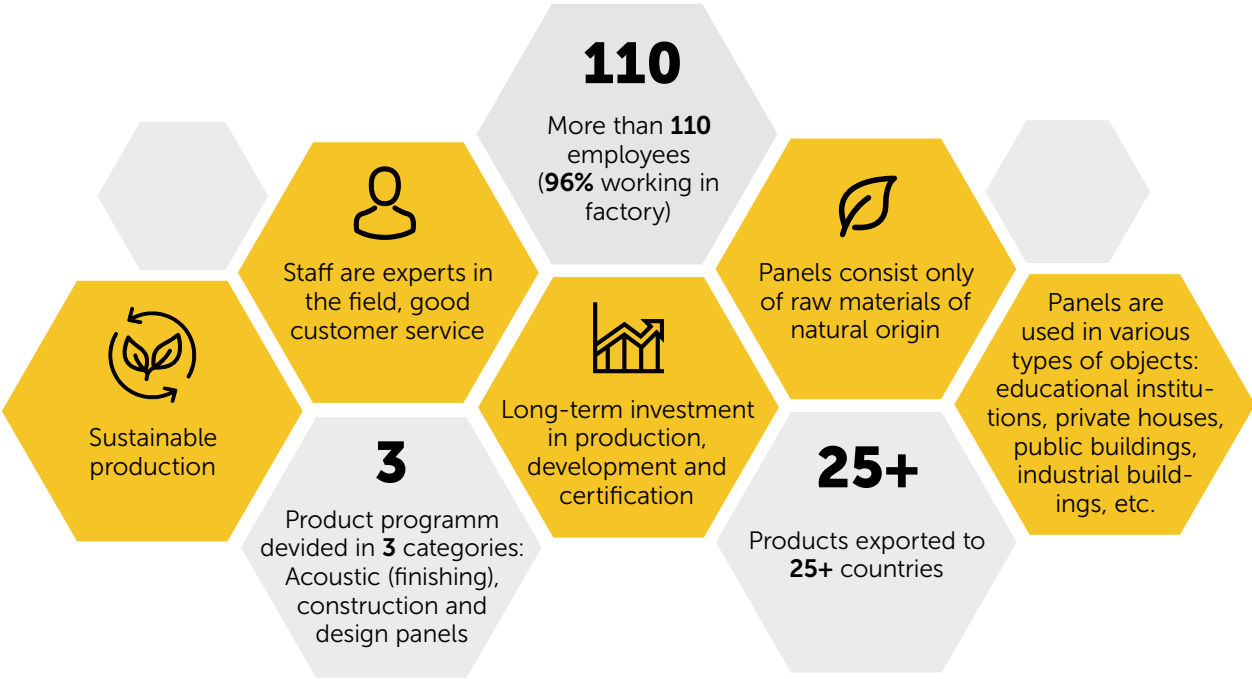 110
More than 110
employees
(96% working in
factory)
Staff are experts in
the field, good
customer service
Panels consist only
of raw materials of
natural origin
Sustainable
production
Long-term investment
in production,
development and
certification
Panels are
used in various
types of objects:
educational institu-
tions, private houses,
public buildings,
industrial build-
ings, etc.
3
Product programm
devided in 3 categories:
Acoustic (finishing),
construction and
design panels
25+
Products exported to
25+ countries